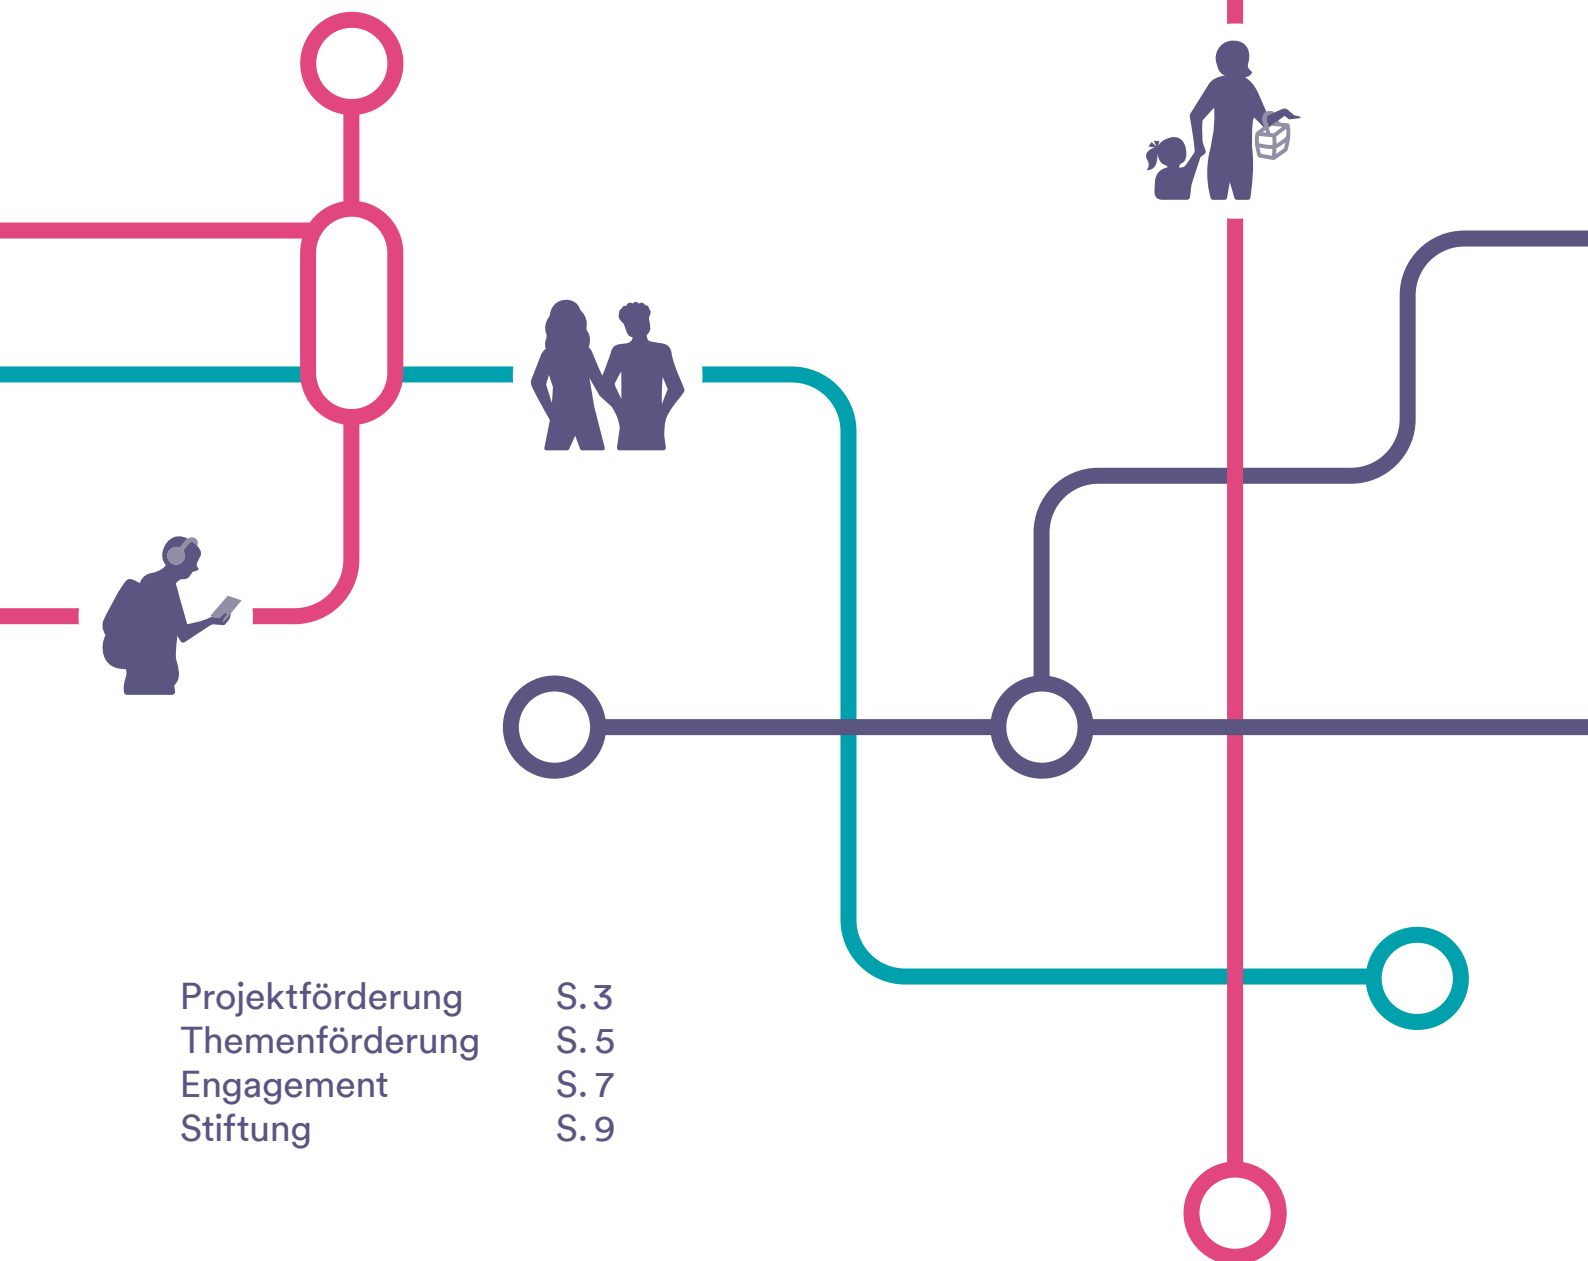 Projektförderung S. 3
Themenförderung S. 5
Engagement S. 7
Stiftung S. 9